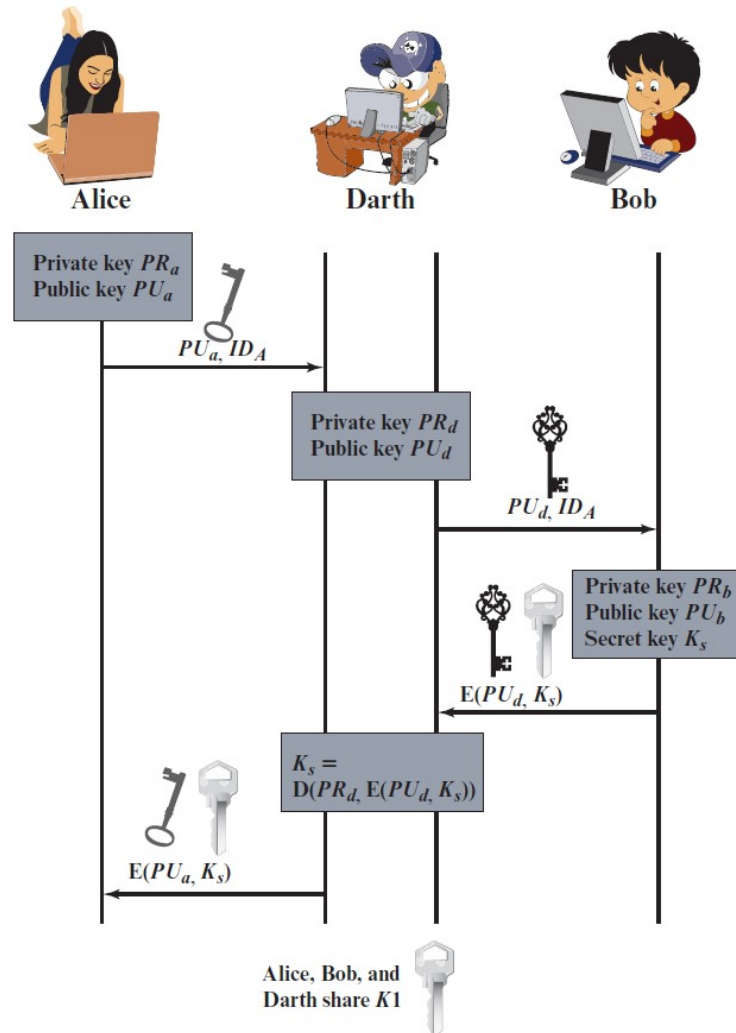 Alice
Darth
Bob
Private key PRa
Public key PUa
PUa, IDA
Private key PRd
Public key PUd
PUd, IDA
Private key PRb
Public key PUb
Secret key Ks
E(PUd, Ks)
Ks =
D(PRd, E(PUd, Ks))
E(PUa, Ks)
Alice, Bob, and
Darth share K1